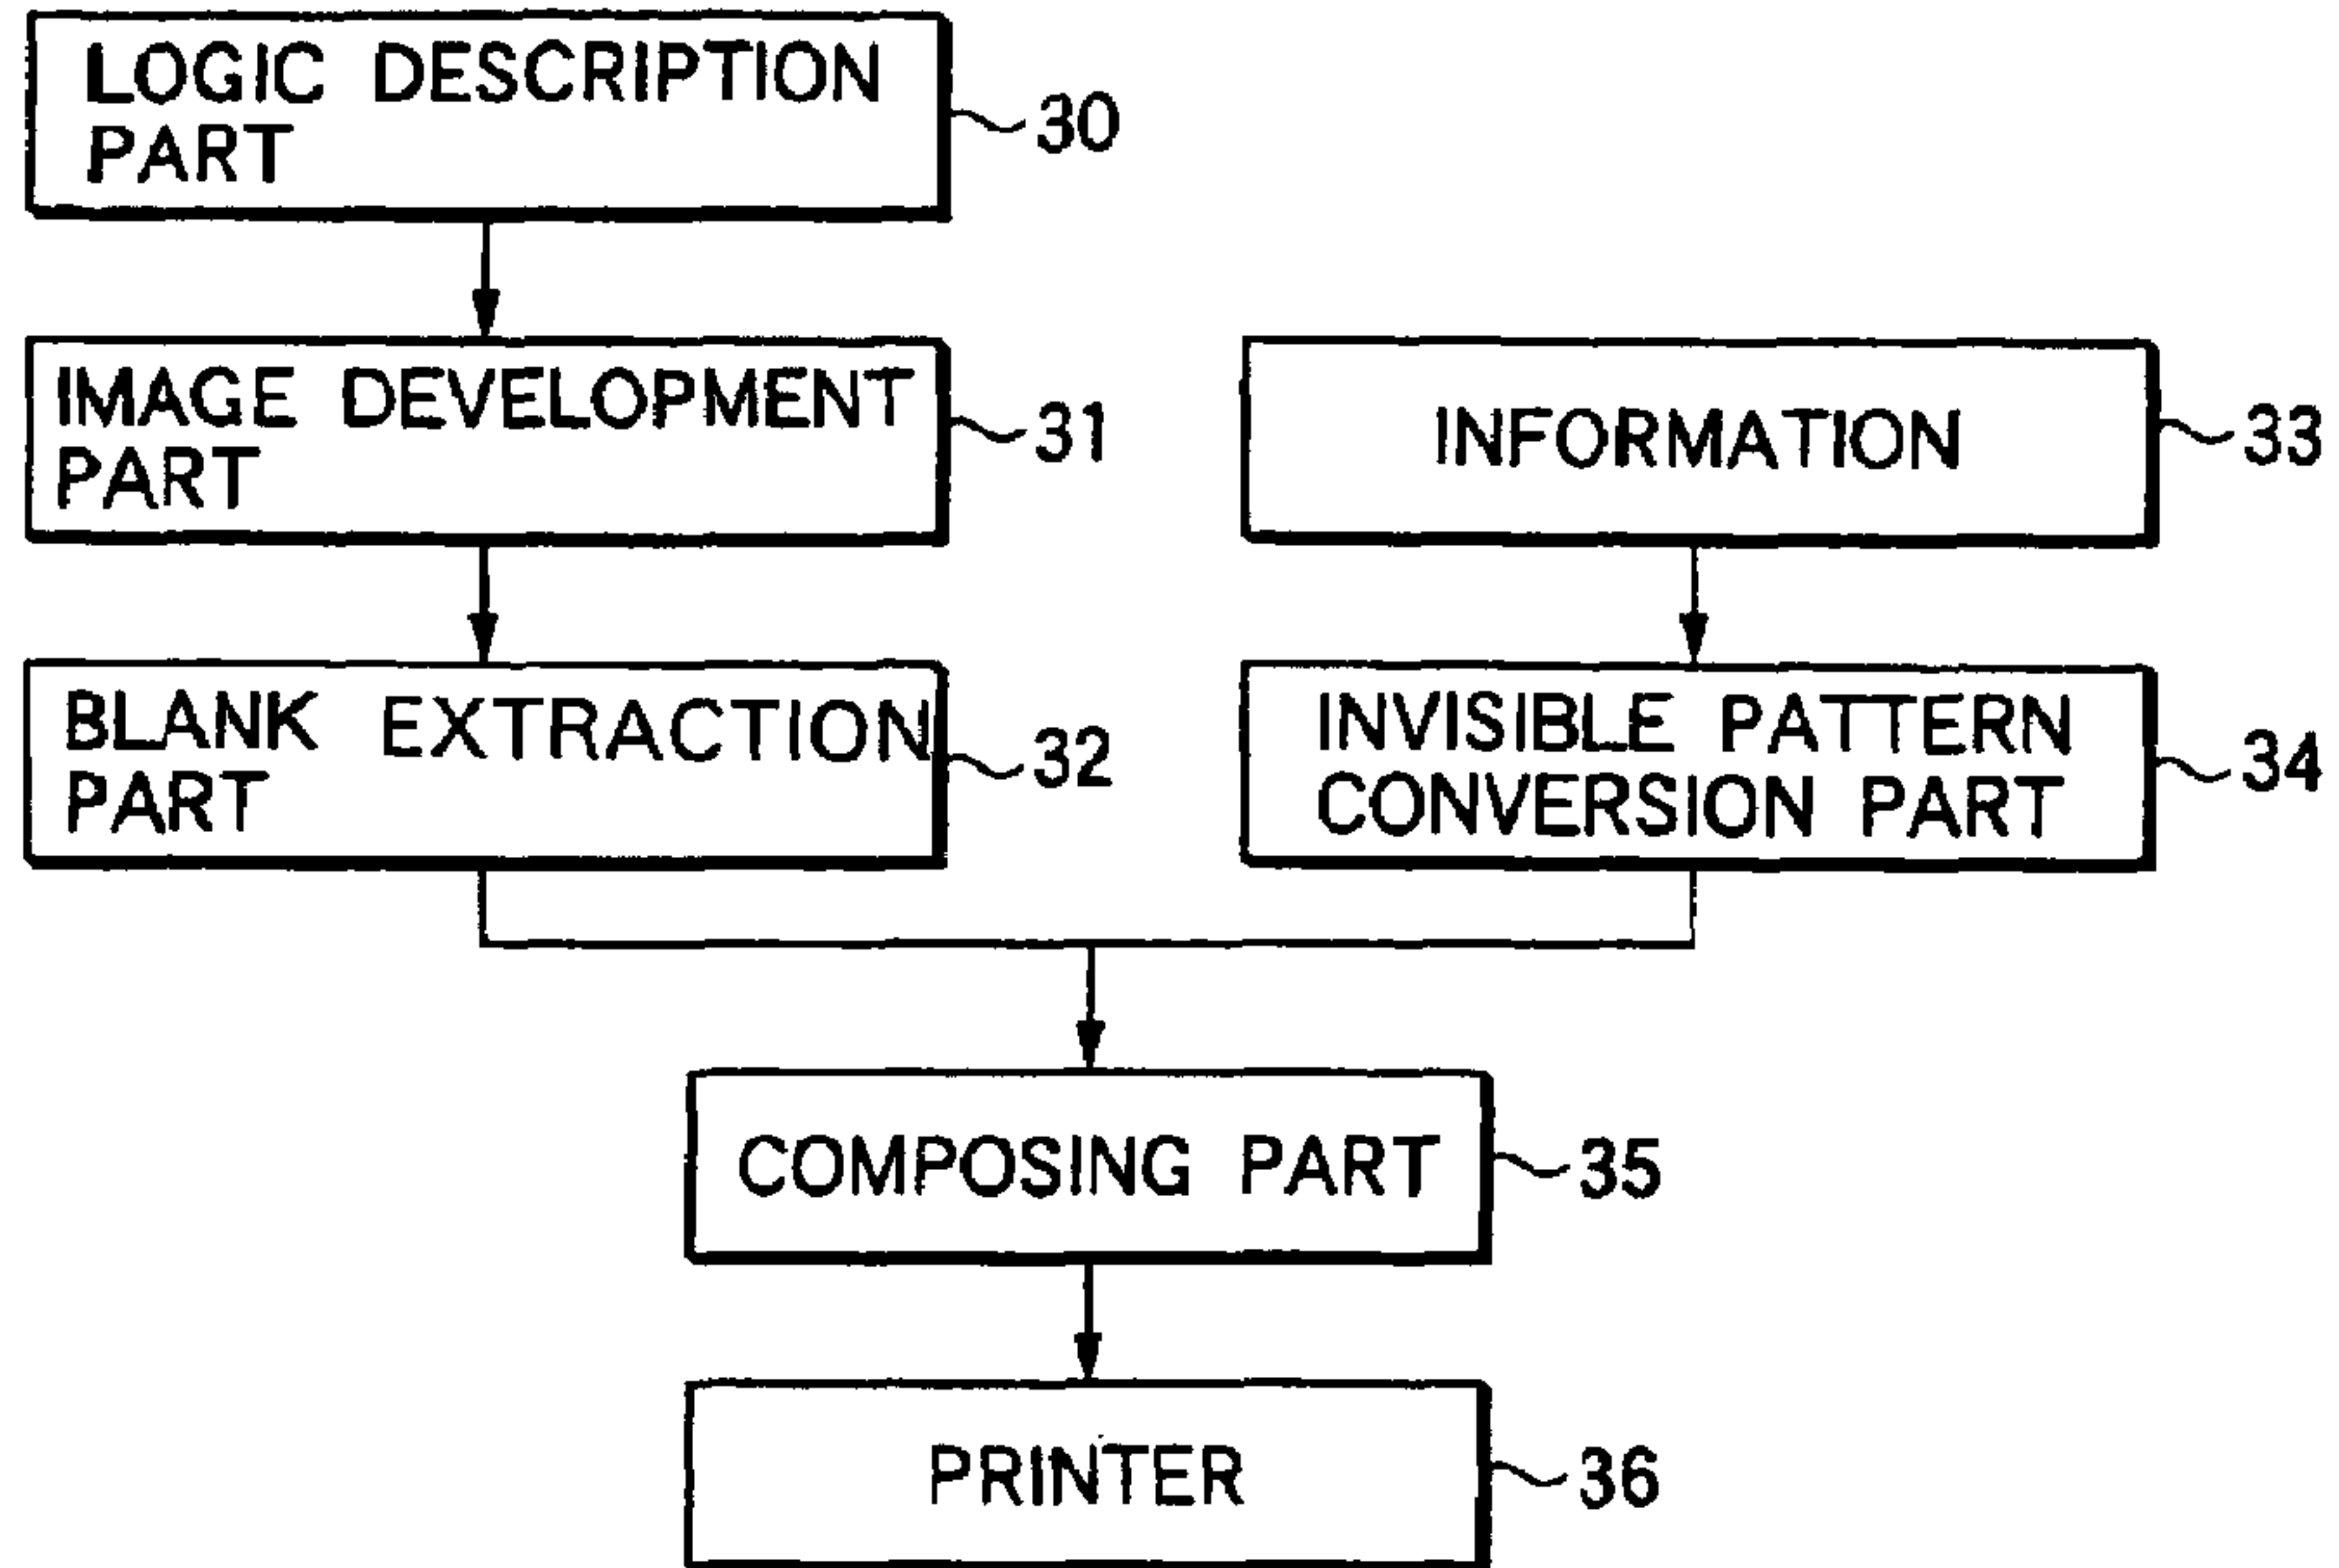 LOGIC DESCRIPTION
PART
30
IMAGE DEVELOPMENT
PART
31
INFORMATION
33
BLANK EXTRACTION
PART
32
INVISIBLE PATTERN
CONVERSION PART
34
COMPOSING PART
35
PRINTER
36